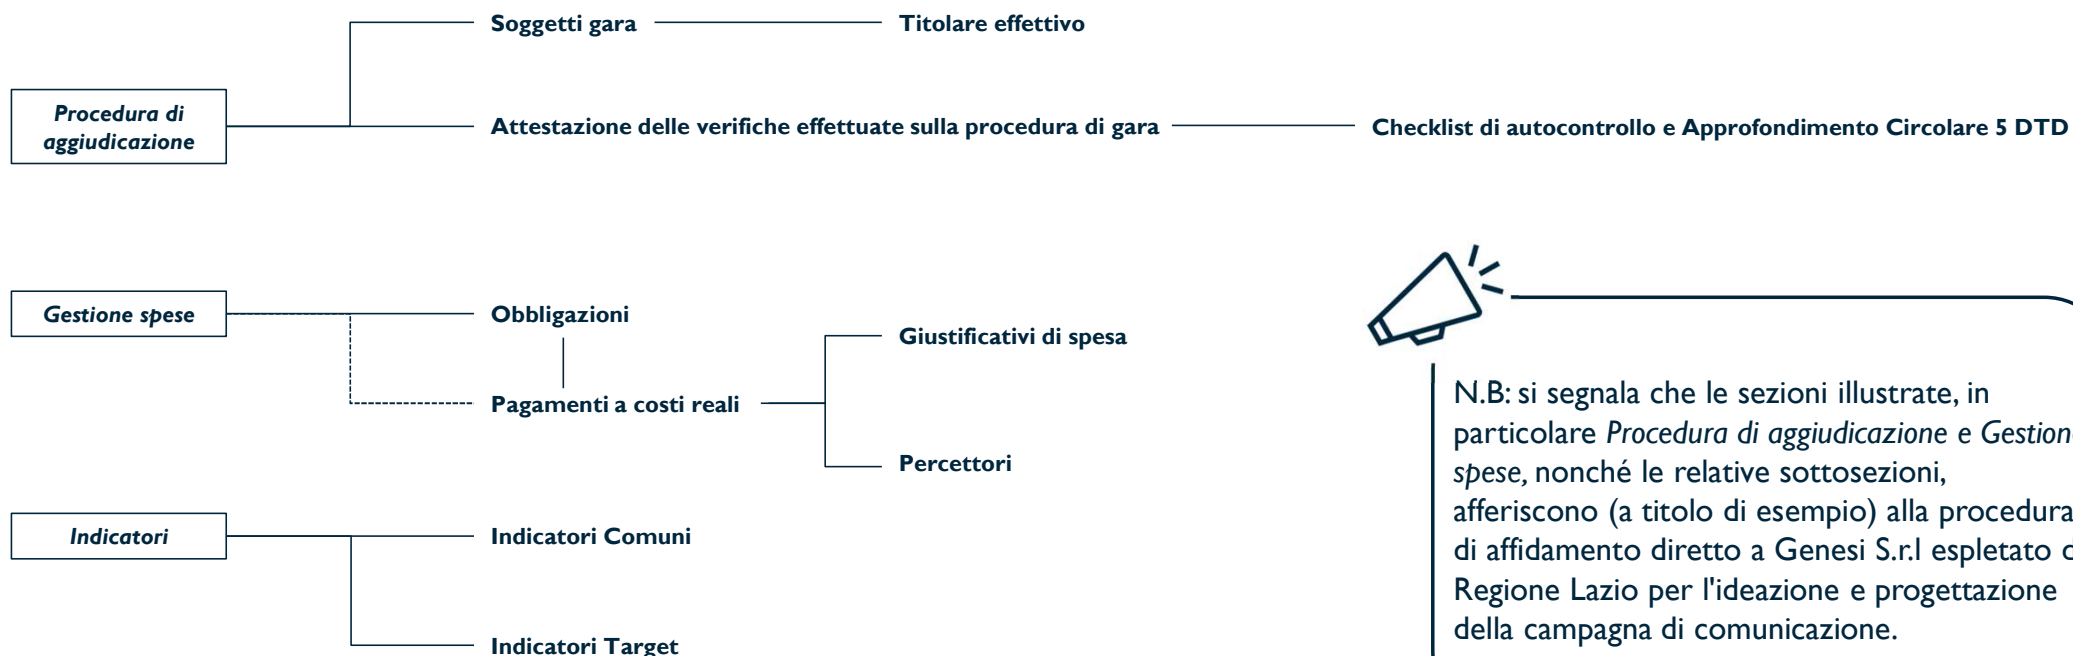 Soggetti gara
Titolare effettivo
Procedura di
aggiudicazione
Attestazione delle verifiche effettuate sulla procedura di gara
Checklist di autocontrollo e Approfondimento Circolare 5 DTD
Gestione spese
Obbligazioni
Giustificativi di spesa
Pagamenti a costi reali
Percettori
Indicatori
Indicatori Comuni
Indicatori Target
N.B: si segnala che le sezioni illustrate, in
particolare Procedura di aggiudicazione e Gestione
spese, nonché le relative sottosezioni,
afferiscono (a titolo di esempio) alla procedura
di affidamento diretto a Genesi S.r.l espletato
Regione Lazio per l'ideazione e progettazione
della campagna di comunicazione.